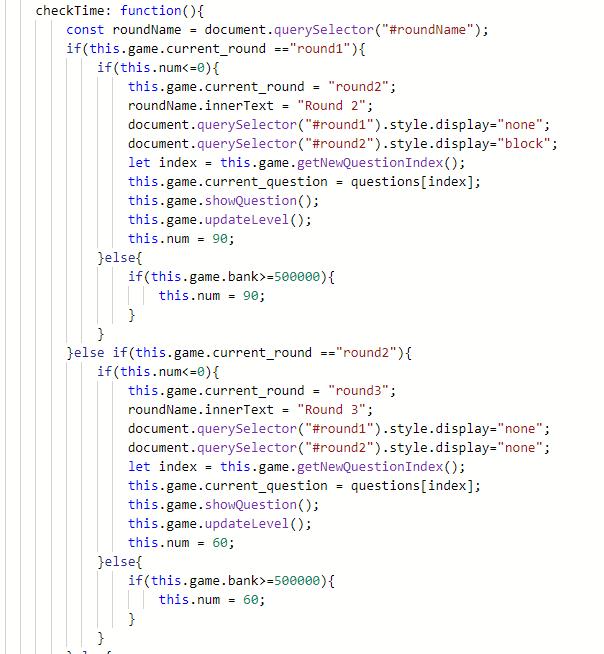 checkTime: function(){
const roundName = document.querySelector("#roundName");
if(this.game.current_round =="round1"){
if(this.num<=0){
this.game.current_round = "round2";
roundName.innerText = "Round 2";
document.querySelector("#round1").style.display="none";
document.querySelector("#round2").style.display="block";
let index = this.game.getNewQuestionIndex();
this.game.current_question = questions[index];
this.game.showQuestion();
this.game.updateLevel();
this.num = 90;
}else{
if(this.game.bank>=500000){
this.num = 90;
}
}
}else if(this.game.current_round =="round2"){
if(this.num<=0){
this.game.current_round = "round3";
roundName.innerText = "Round 3";
document.querySelector("#round1").style.display="none";
document.querySelector("#round2").style.display="none";
let index = this.game.getNewQuestionIndex();
this.game.current_question = questions[index];
this.game.showQuestion();
this.game.updateLevel();
this.num = 60;
}else{
if(this.game.bank>=500000){
this.num = 60;
}
}